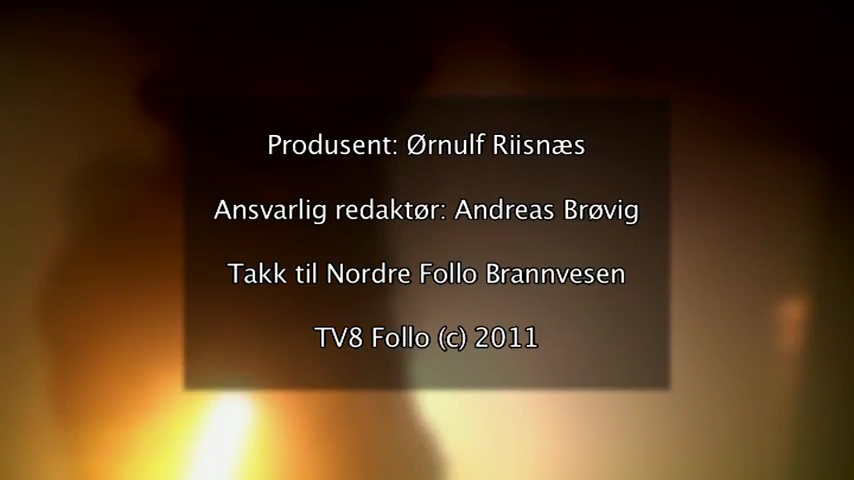 Produsent: Ørnulf Riisnæs
Ansvarlig redaktør: Andreas Brøvig
Takk til Nordre Follo Brannvesen
TV8 Follo (c) 2011